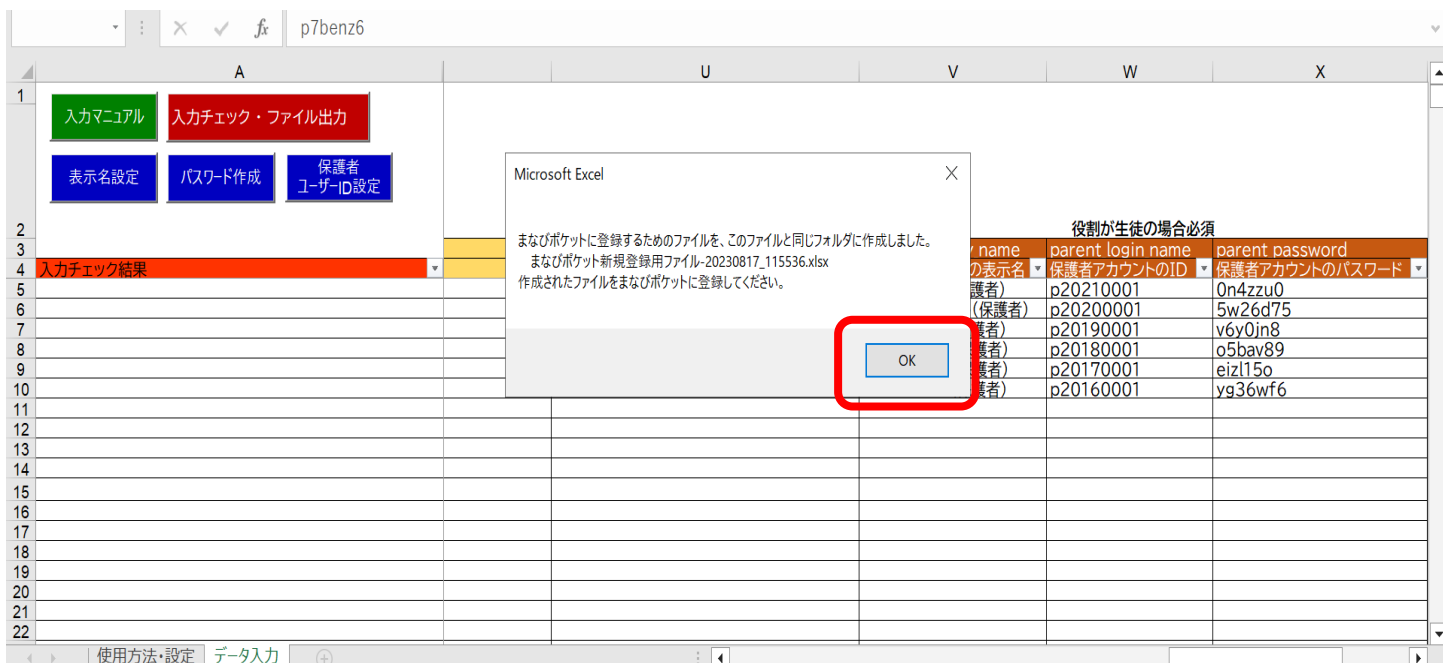 fx p7benz6
A U V W X
1
入力マニュアル 入力チェック・ファイル出力
表示名設定 パスワード作成 保護者
ユーザーID設定
Microsoft Excel
まなびポケットに登録するためのファイルを、このファイルと同じフォルダに作成しました。
まなびポケット新規登録用ファイル-20230817_115536.xlsx
作成されたファイルをまなびポケットに登録してください。
OK
2 役割が生徒の場合必須
3 name parent login name parent password
4 入力チェック結果 の表示名 保護者アカウントのID 保護者アカウントのパスワード
5 護者） p20210001 0n4zzu0
6 （保護者） p20200001 5w26d75
7 護者） p20190001 v6y0jn8
8 護者） p20180001 o5bav89
9 護者） p20170001 eizl15o
10 護者） p20160001 yg36wf6
11
12
13
14
15
16
17
18
19
20
21
22
使用方法・設定 データ入力